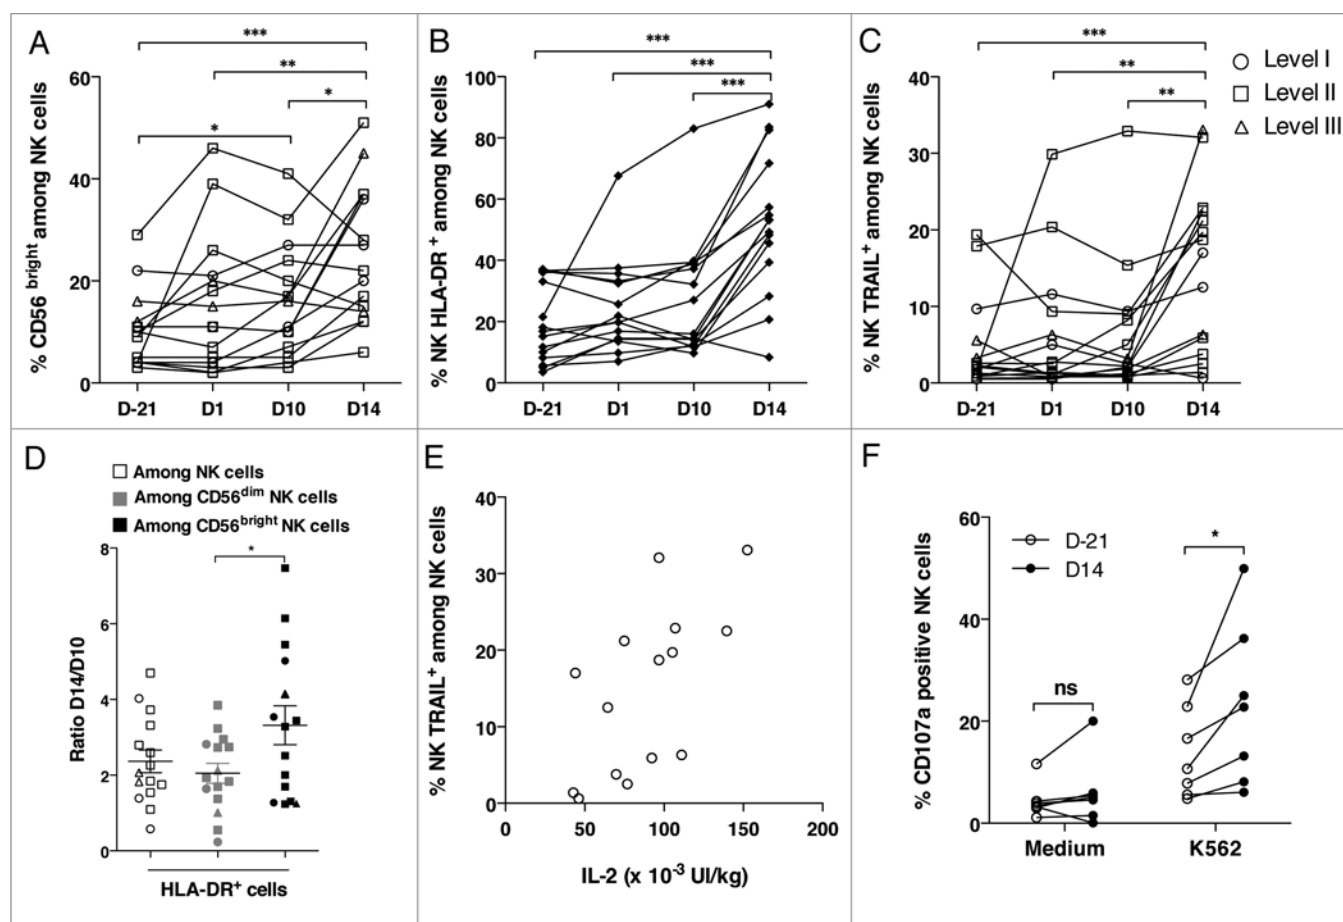 A
% CD56 bright among NK cells
***
**
*
*
60
40
20
0
D-21 D1 D10 D14
B
% NK HLA-DR + among NK cells
***
***
***
100
80
60
40
20
0
D-21 D1 D10 D14
C
% NK TRAIL+ among NK cells
***
**
**
40
30
20
10
0
D-21 D1 D10 D14
Level I
Level II
Level III
D
Among NK cells
Among CD56dim NK cells
Among CD56bright NK cells
*
Ratio D14/D10
8
6
4
2
0
HLA-DR+ cells
E
% NK TRAIL+ among NK cells
40
30
20
10
0
0 50 100 150 200
IL-2 (x 10-3 UI/kg)
F
% CD107a positive NK cells
60
40
20
0
D-21
D14
*
ns
Medium K562